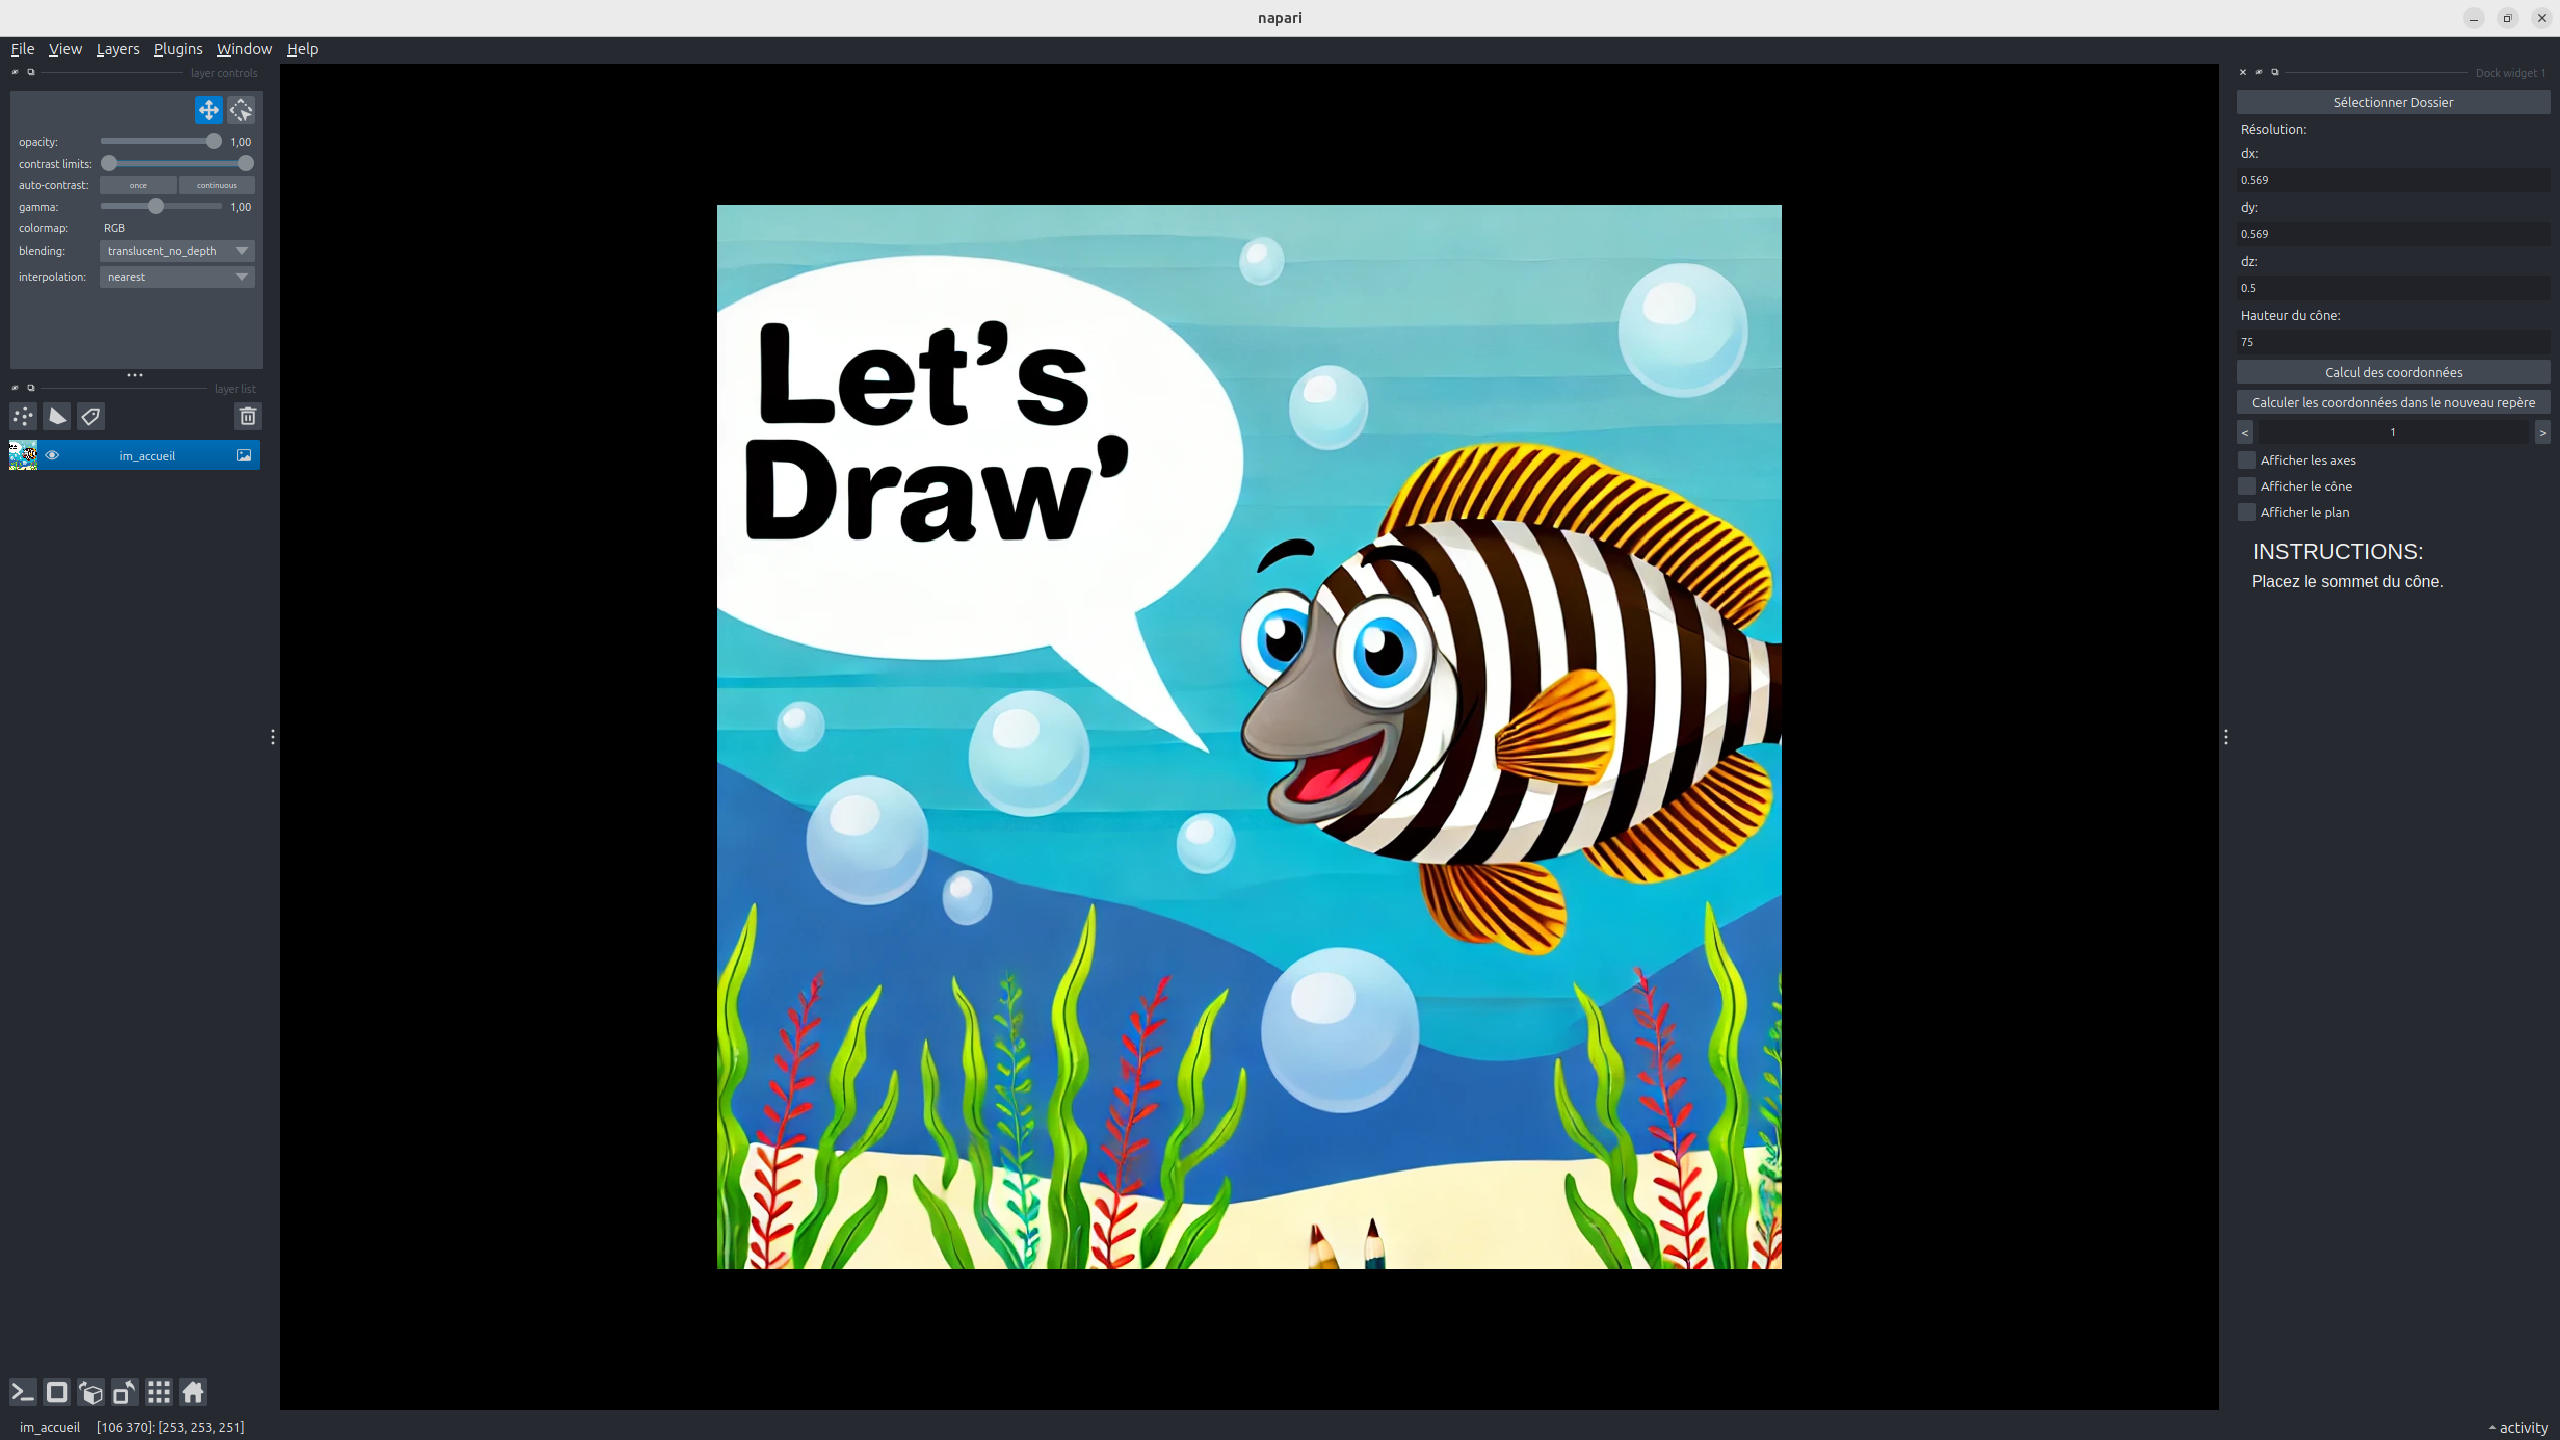 napari
File View Layers Plugins Window Help
layer controls
opacity: 1,00
contrast limits:
auto-contrast: once continuous
gamma: 1,00
colormap: RGB
blending: translucent_no_depth
interpolation: nearest
layer list
im_accueil
Let’s
Draw’
Dock widget 1
Sélectionner Dossier
Résolution:
dx:
0.569
dy:
0.569
dz:
0.5
Hauteur du cône:
75
Calcul des coordonnées
Calculer les coordonnées dans le nouveau repère
< 1 >
Afficher les axes
Afficher le cône
Afficher le plan
INSTRUCTIONS:
Placez le sommet du cône.
im_accueil [106 370]: [253, 253, 251]
activity